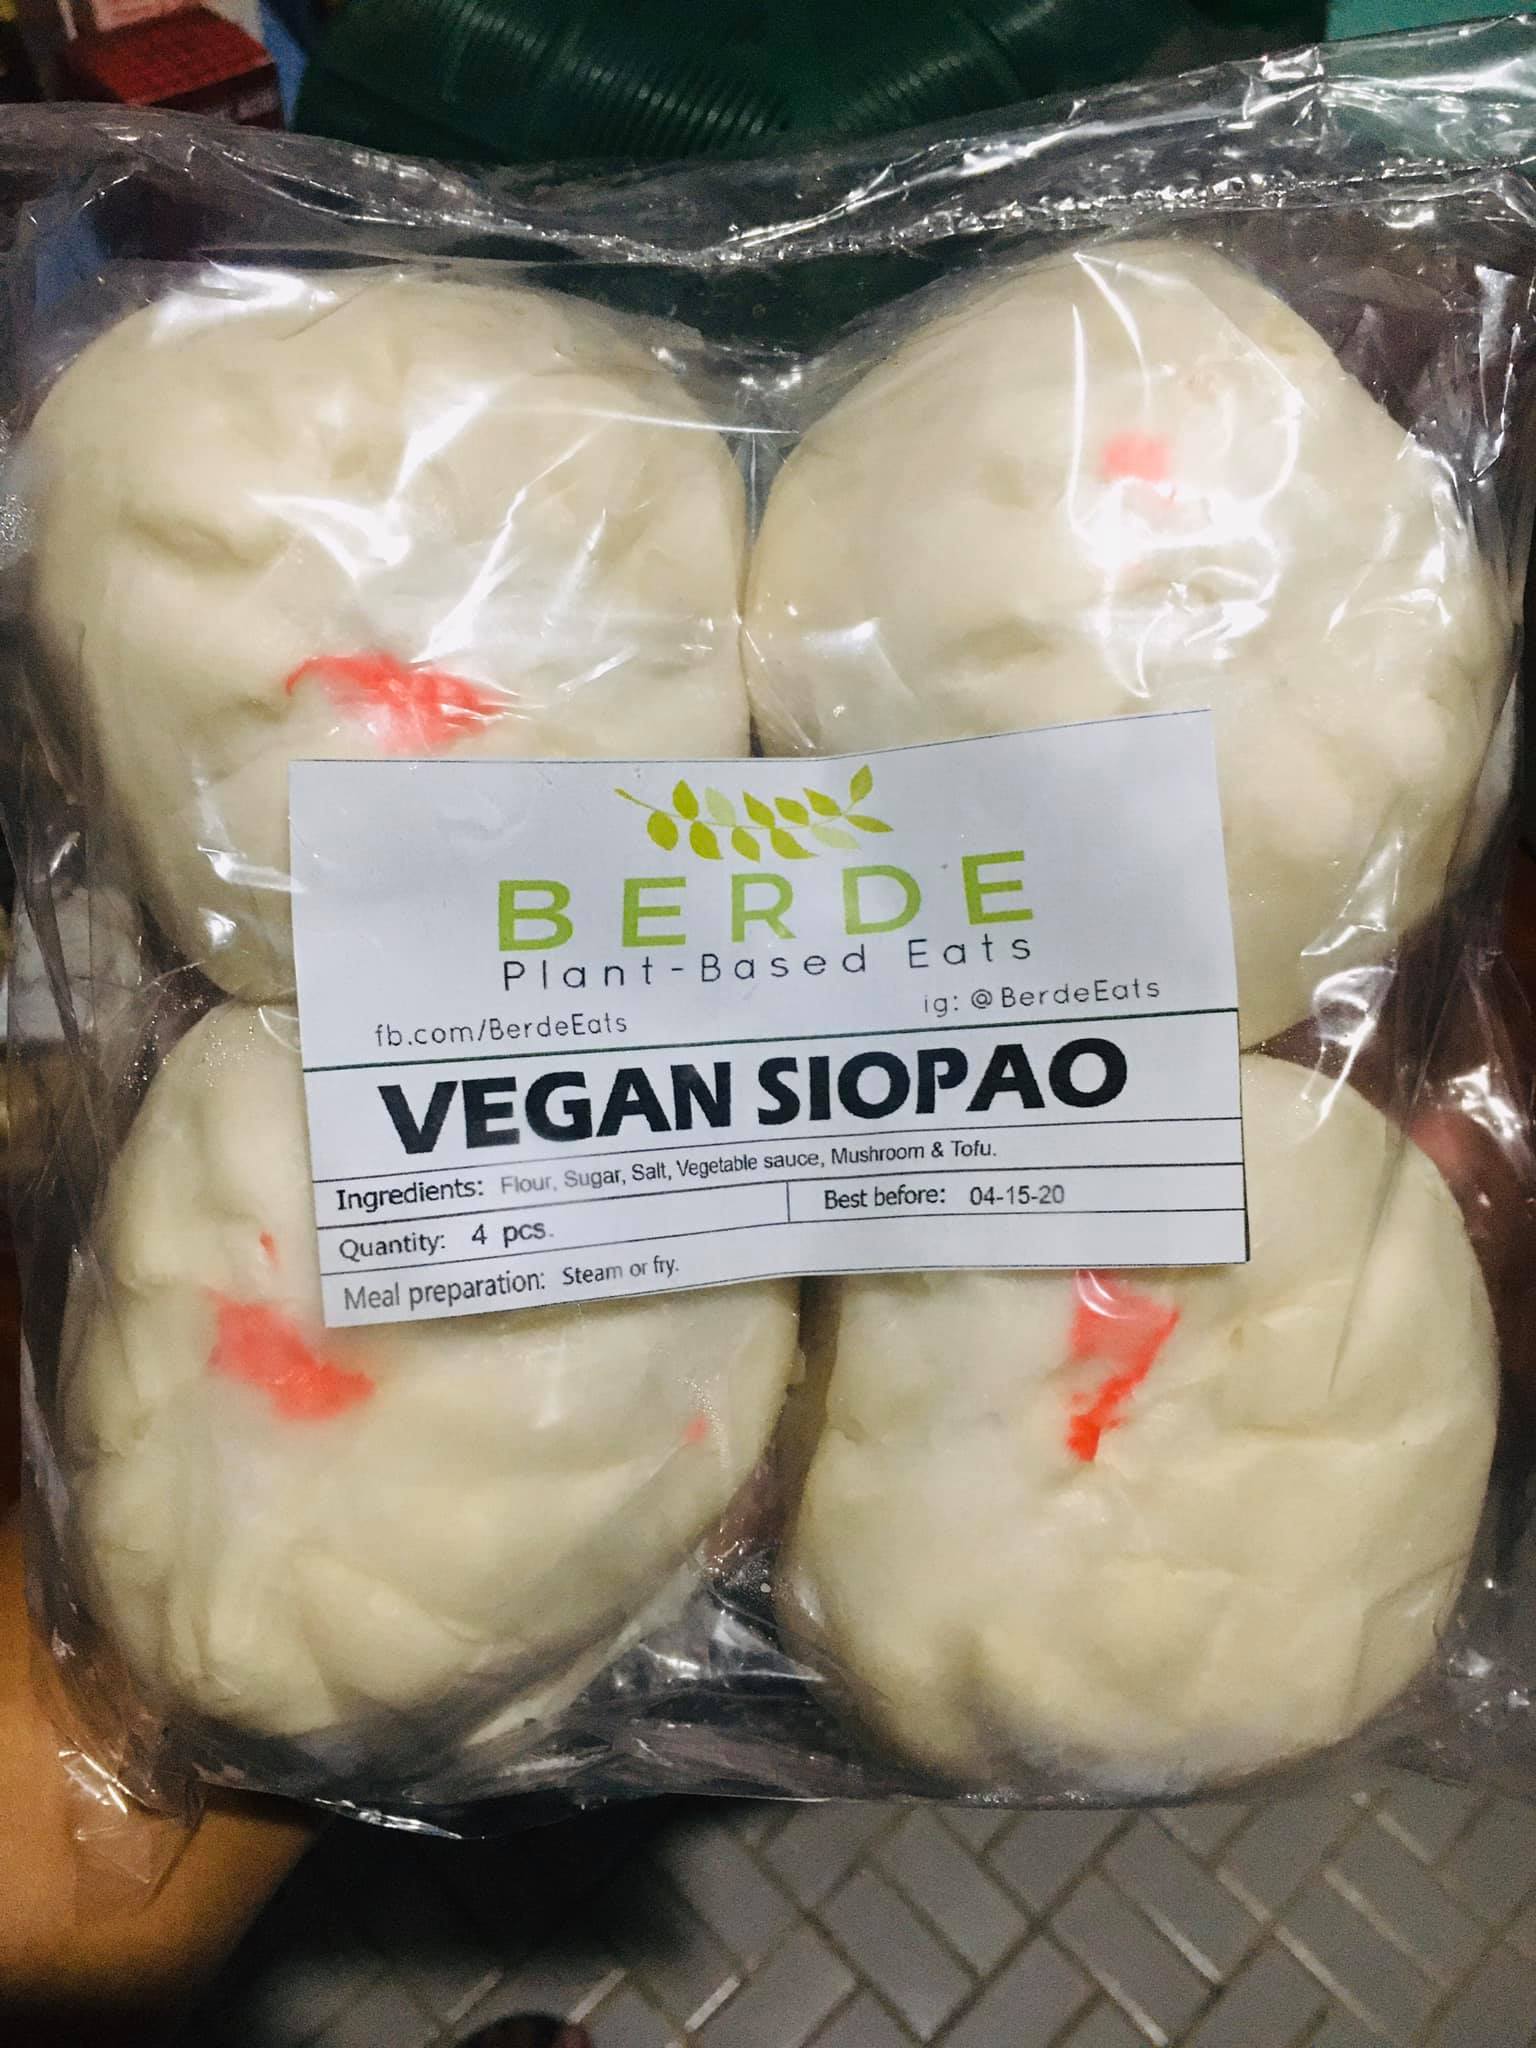 BERDE
Plant-Based Eats
fb.com/BerdeEats
ig: @BerdeEats
VEGAN SIOPAO
Ingredients: Flour, Sugar, Salt, Vegetable sauce, Mushroom & Tofu.
Quantity: 4 pcs.
Best before: 04-15-20
Meal preparation: Steam or fry.